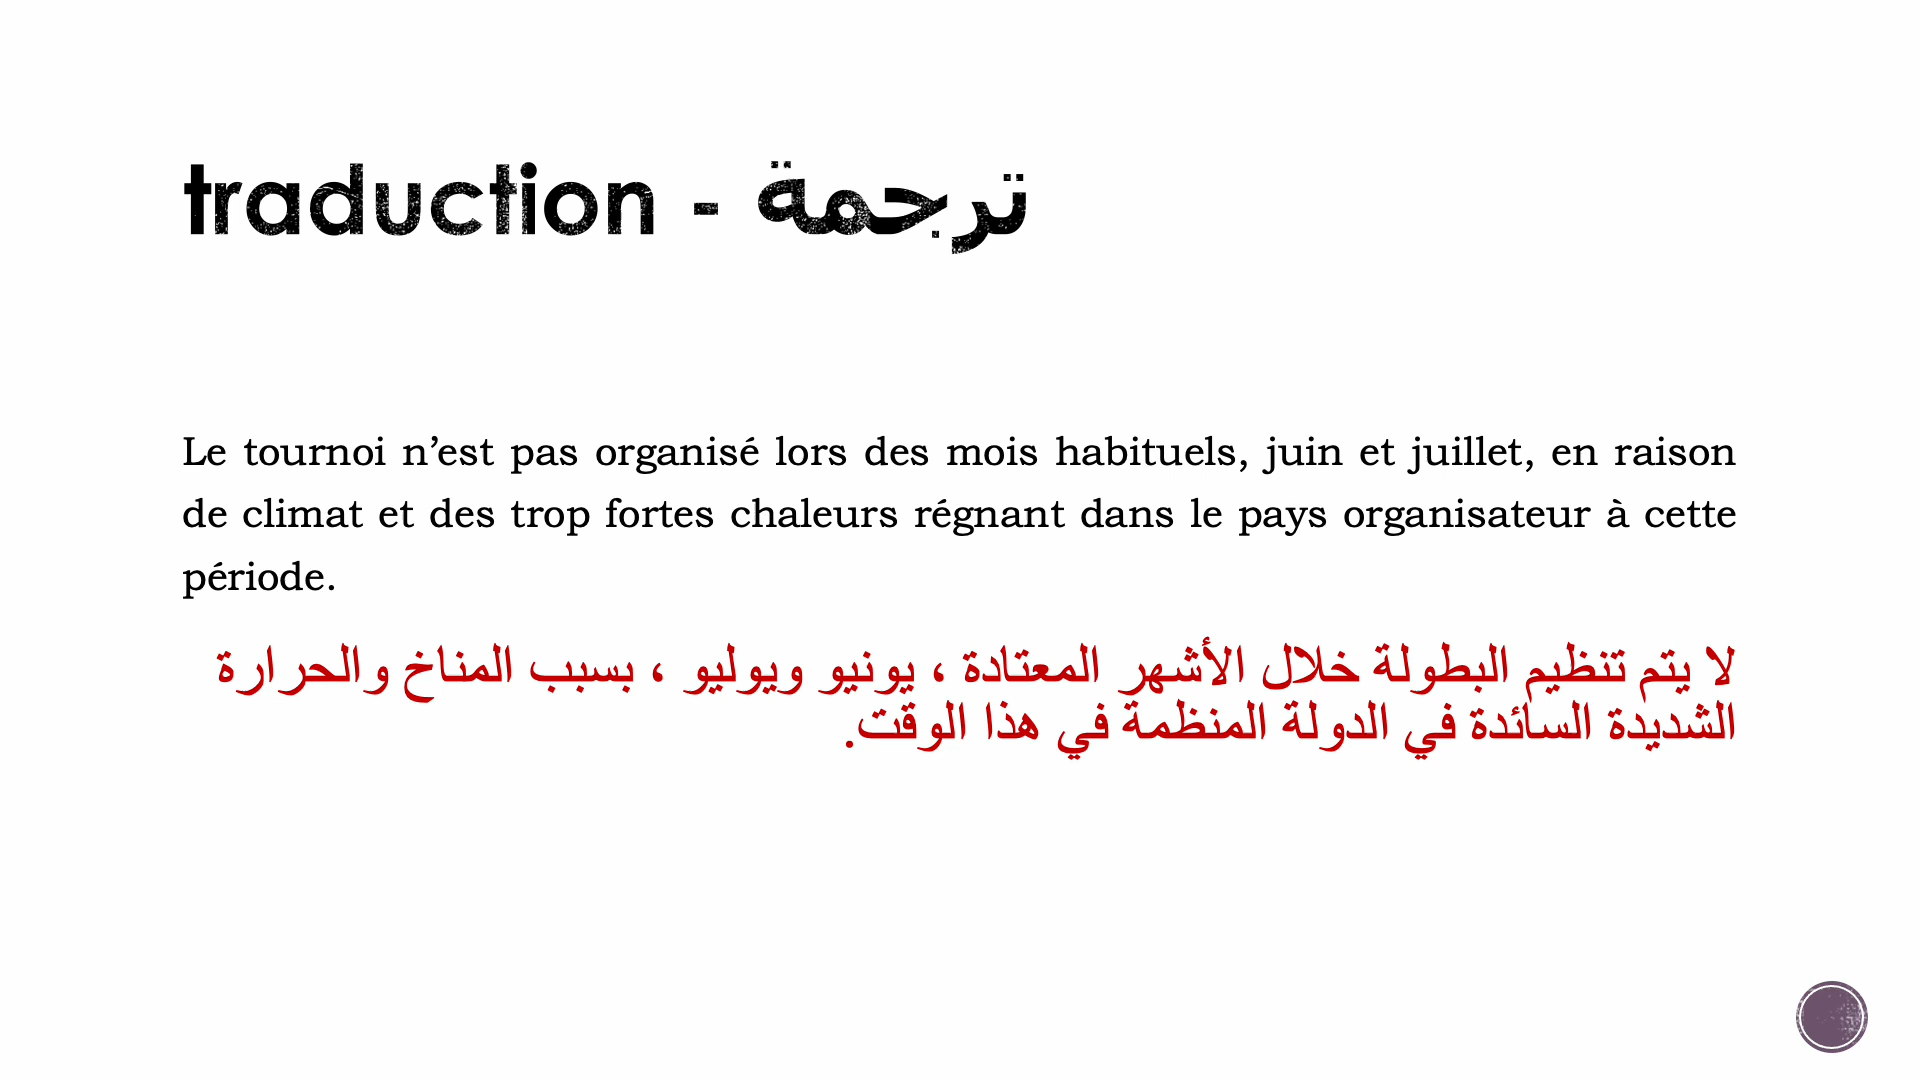 traduction - ترجمة
Le tournoi n’est pas organisé lors des mois habituels, juin et juillet, en raison
de climat et des trop fortes chaleurs régnant dans le pays organisateur à cette
période.
لا يتم تنظيم البطولة خلال الأشهر المعتادة ، يونيو ويوليو ، بسبب المناخ والحرارة
الشديدة السائدة في الدولة المنظمة في هذا الوقت.